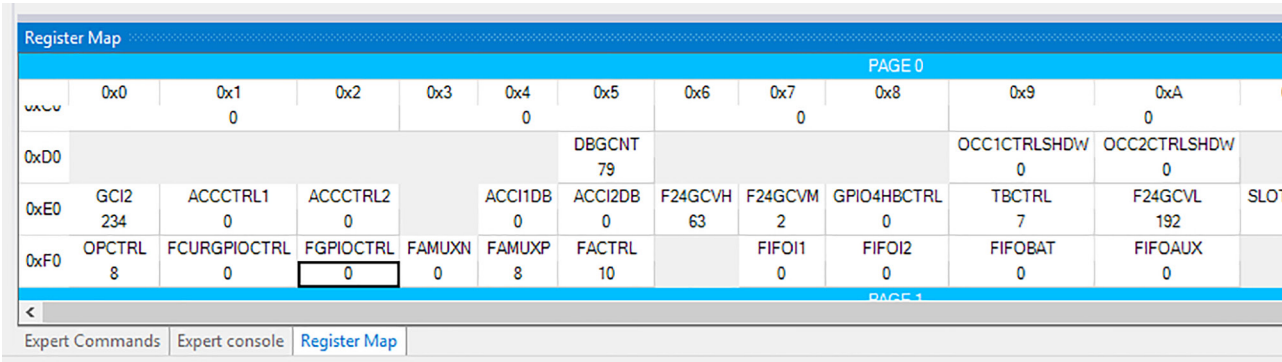 Register Map
PAGE 0
0x0 0x1 0x2 0x3 0x4 0x5 0x6 0x7 0x8 0x9 0xA
0 0 0 0
0xD0 DBGCNT OCC1CTRLSHDW OCC2CTRLSHDW
79 0 0
0xE0 GCI2 ACCCTRL1 ACCCTRL2 ACCI1DB ACCI2DB F24GCVH F24GCVM GPIO4HBCTRL TBCTRL F24GCVL SLOT
234 0 0 0 0 63 2 0 7 192
0xF0 OPCTRL FCURGPIOCTRL FGPIOCTRL FAMUXN FAMUXP FACTRL FIFOI1 FIFOI2 FIFOBAT FIFOAUX
8 0 0 0 8 10 0 0 0 0
PAGE 1
Expert Commands Expert console Register Map